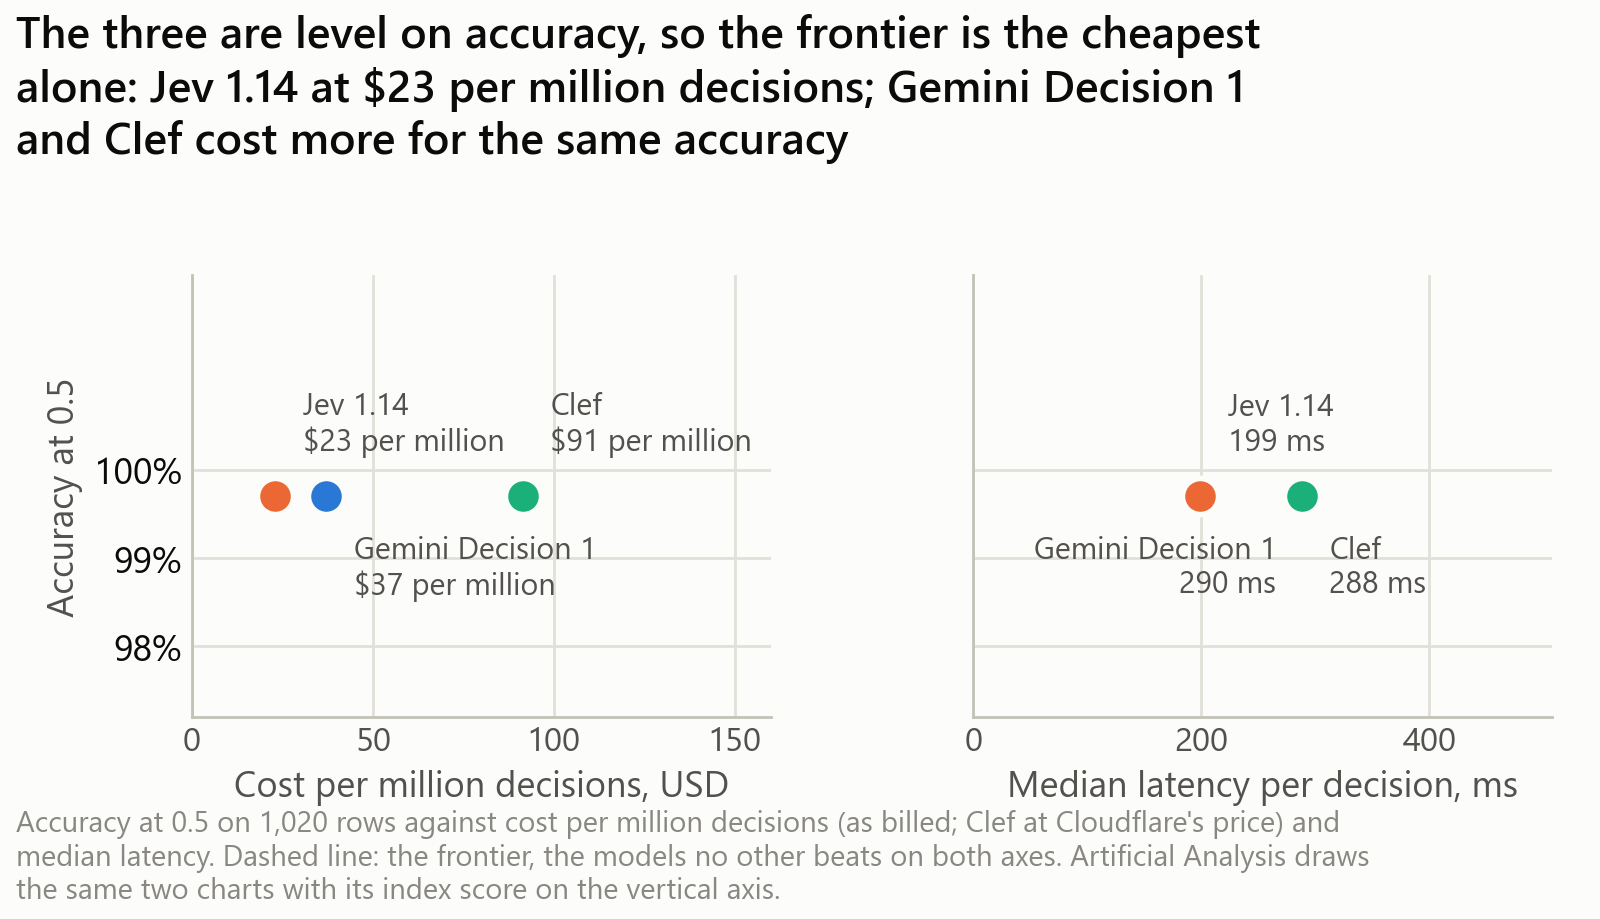 The three are level on accuracy, so the frontier is the cheapest
alone: Jev 1.14 at $23 per million decisions; Gemini Decision 1
and Clef cost more for the same accuracy
Accuracy at 0.5
100%
99%
98%
Jev 1.14
$23 per million
Clef
$91 per million
Gemini Decision 1
$37 per million
0
50
100
150
Cost per million decisions, USD
Jev 1.14
199 ms
Gemini Decision 1
290 ms
Clef
288 ms
0
200
400
Median latency per decision, ms
Accuracy at 0.5 on 1,020 rows against cost per million decisions (as billed; Clef at Cloudflare's price) and
median latency. Dashed line: the frontier, the models no other beats on both axes. Artificial Analysis draws
the same two charts with its index score on the vertical axis.